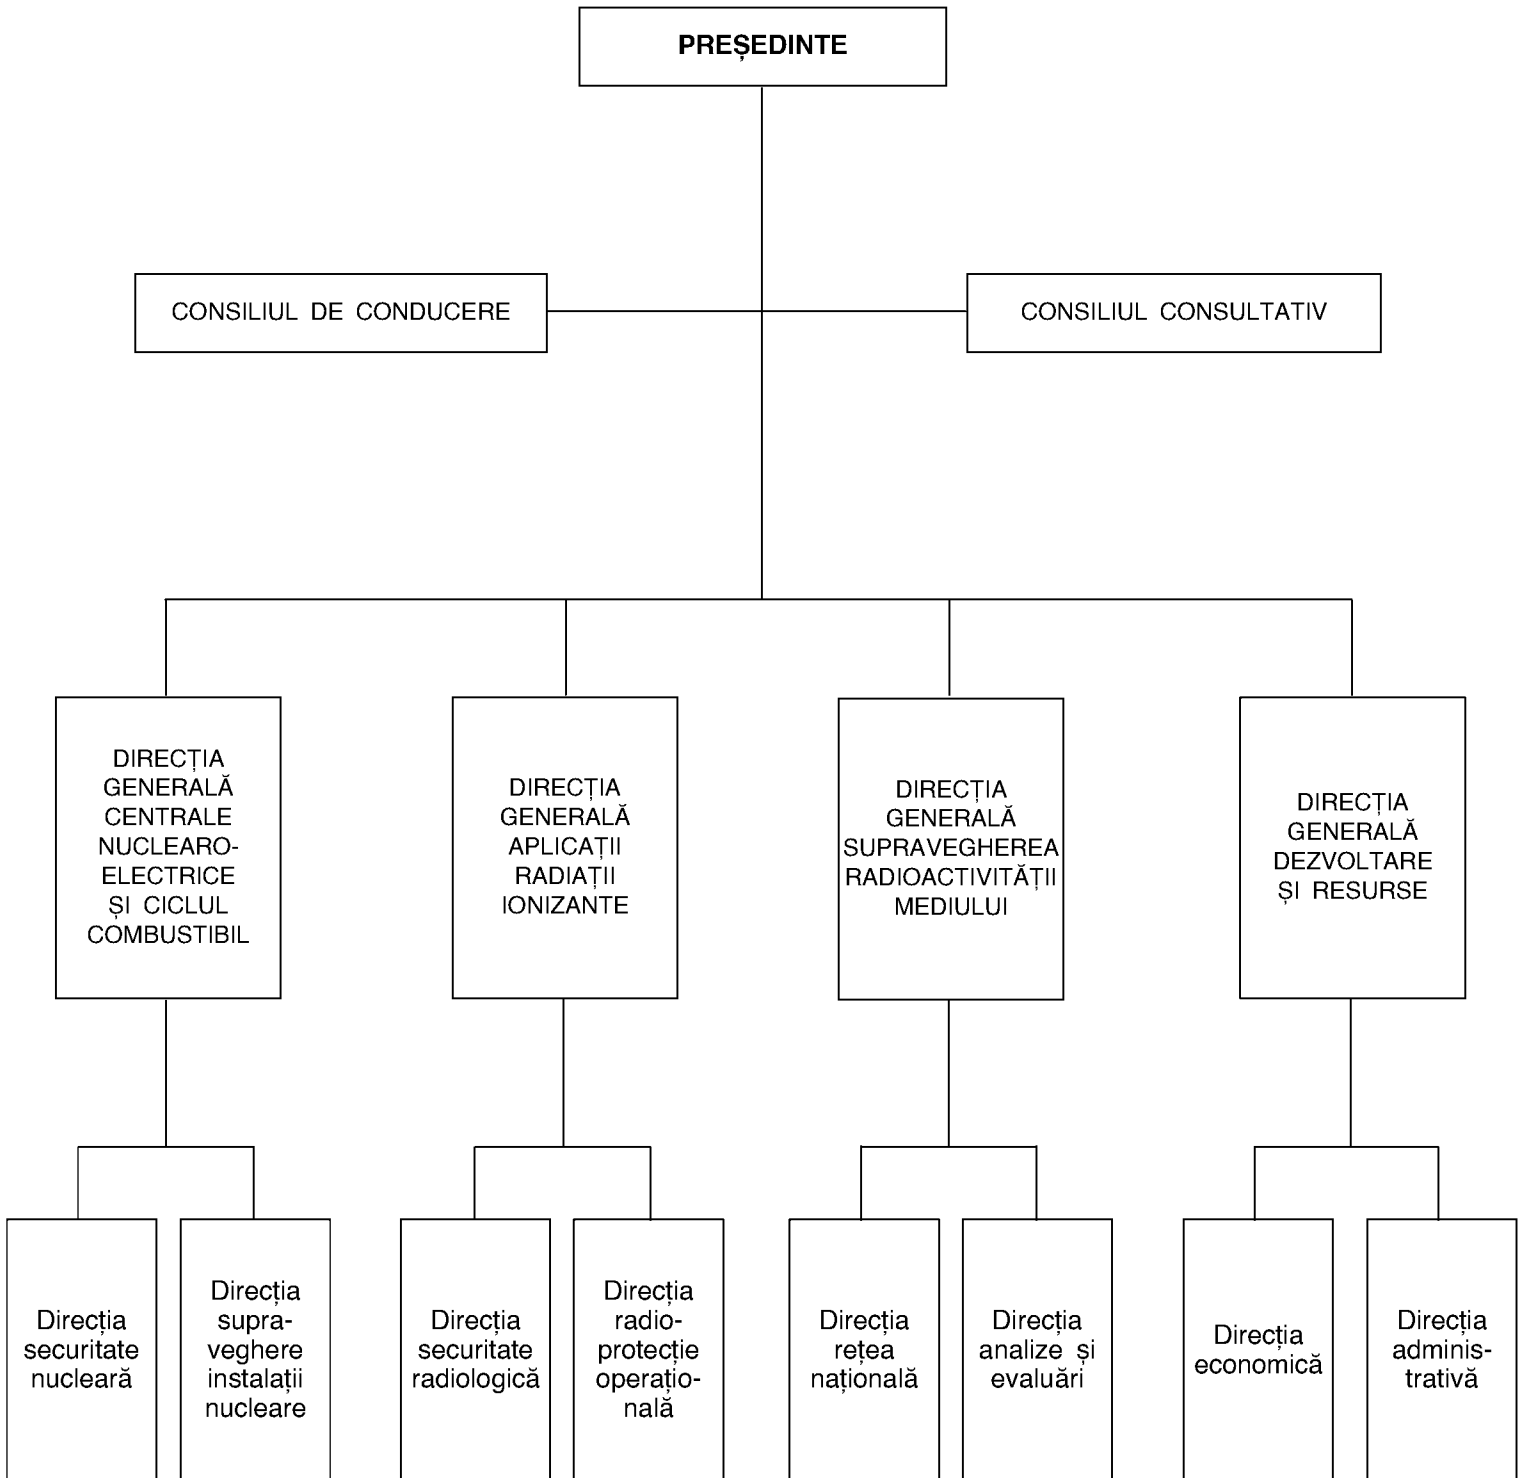 PREȘEDINTE
CONSILIUL DE CONDUCERE
CONSILIUL CONSULTATIV
DIRECȚIA
GENERALĂ
CENTRALE
NUCLEARO-
ELECTRICE
ȘI CICLUL
COMBUSTIBIL
DIRECȚIA
GENERALĂ
APLICAȚII
RADIAȚII
IONIZANTE
DIRECȚIA
GENERALĂ
SUPRAVEGHEREA
RADIOACTIVITĂȚII
MEDIULUI
DIRECȚIA
GENERALĂ
DEZVOLTARE
ȘI RESURSE
Direcția
securitate
nucleară
Direcția
supra-
veghere
instalații
nucleare
Direcția
securitate
radiologică
Direcția
radio-
protecție
operațio-
nală
Direcția
rețea
națională
Direcția
analize și
evaluări
Direcția
economică
Direcția
adminis-
trativă